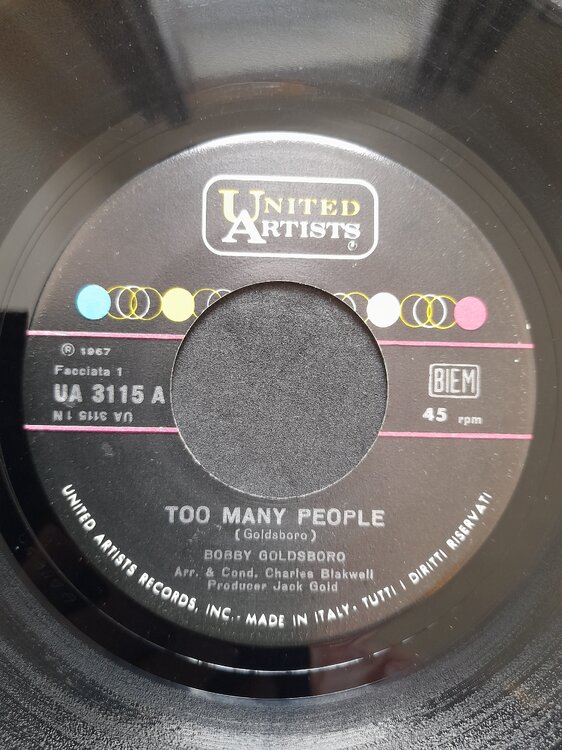 UNITED
ARTISTS
℗ 1967
Facciata 1
UA 3115 A
UA 3115 1N
BIEM
45 rpm
TOO MANY PEOPLE
(Goldsboro)
BOBBY GOLDSBORO
Arr. & Cond. Charles Blakwell
Producer Jack Gold
UNITED ARTISTS RECORDS, INC. · MADE IN ITALY · TUTTI I DIRITTI RISERVATI